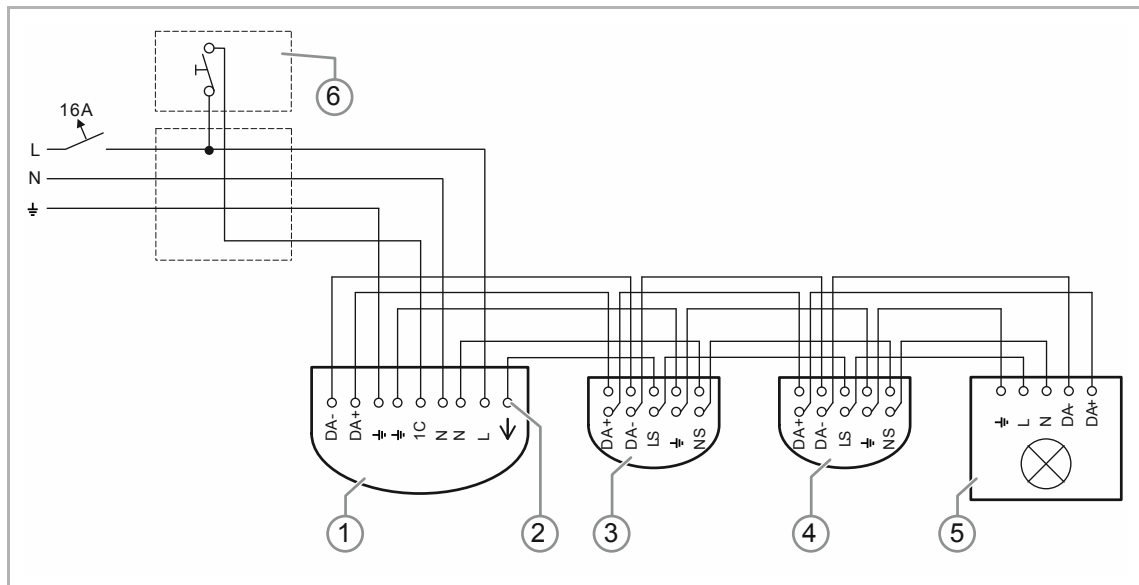 6
16A
L
N
⏚
DA- DA+ ⏚ ⏚ 1C N N L ↓
DA+ DA- LS ⏚ NS
DA+ DA- LS ⏚ NS
⏚ L N DA- DA+
1
2
3
4
5